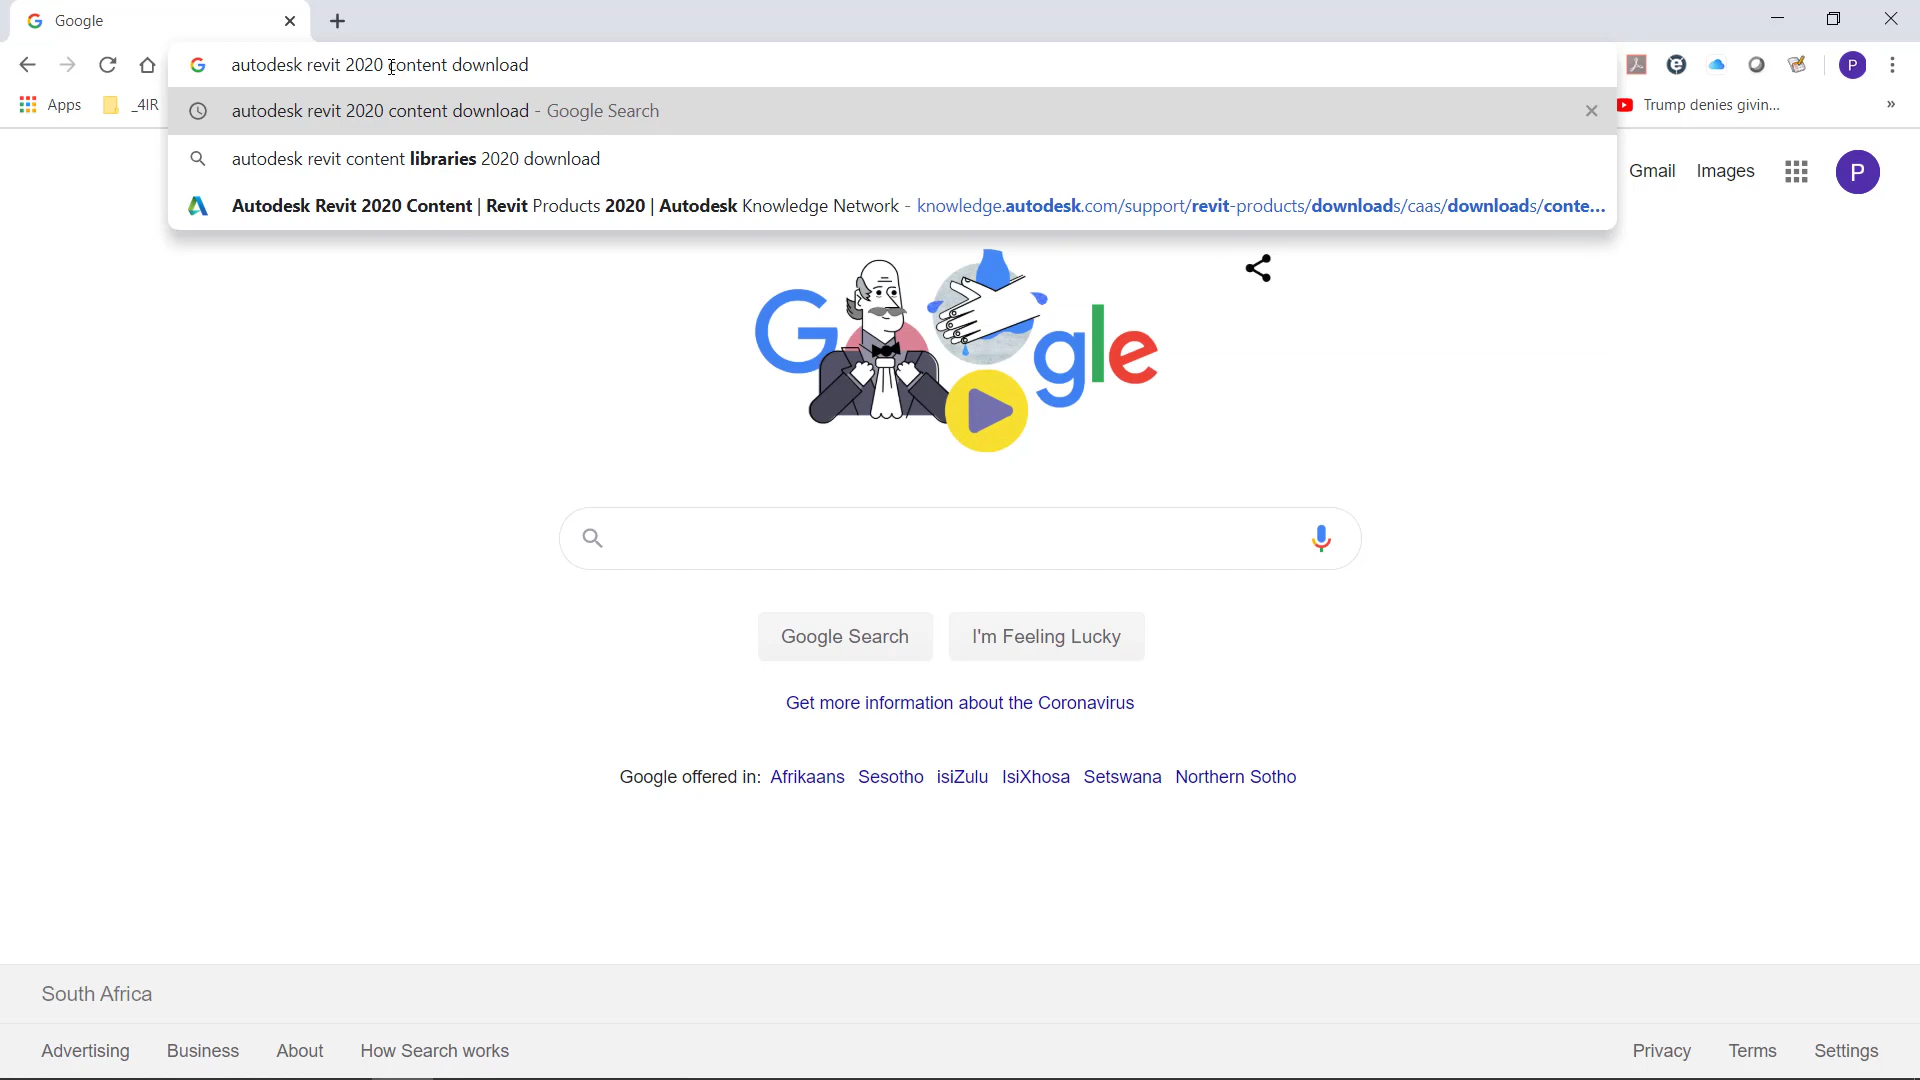 Google
autodesk revit 2020 content download
Apps
_4IR
autodesk revit 2020 content download - Google Search
Trump denies givin...
»
autodesk revit content libraries 2020 download
Autodesk Revit 2020 Content | Revit Products 2020 | Autodesk Knowledge Network - knowledge.autodesk.com/support/revit-products/downloads/caas/downloads/conte...
P
Gmail
Images
P
G gle
Google Search
I'm Feeling Lucky
Get more information about the Coronavirus
Google offered in: Afrikaans Sesotho isiZulu IsiXhosa Setswana Northern Sotho
South Africa
Advertising
Business
About
How Search works
Privacy
Terms
Settings